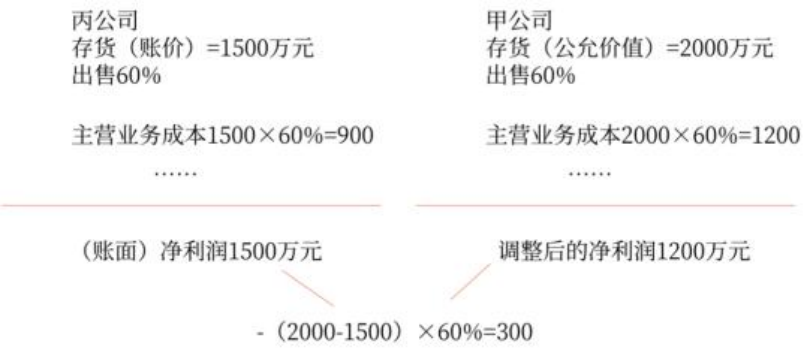 丙公司
存货（账价）=1500万元
出售60%
主营业务成本1500×60%=900
……
（账面）净利润1500万元
甲公司
存货（公允价值）=2000万元
出售60%
主营业务成本2000×60%=1200
……
调整后的净利润1200万元
-（2000-1500）×60%=300